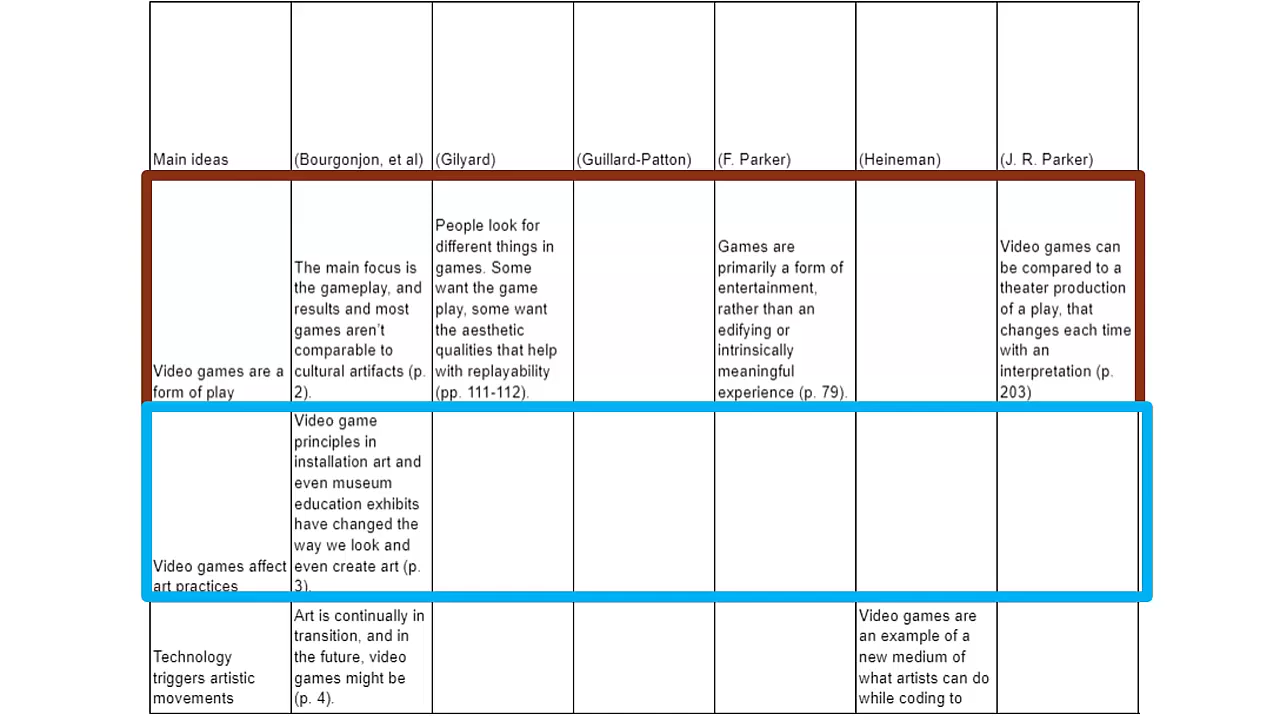 Main ideas
(Bourgonjon, et al)
(Gilyard)
(Guillard-Patton)
(F. Parker)
(Heineman)
(J. R. Parker)
Video games are a
form of play
The main focus is
the gameplay, and
results and most
games aren't
comparable to
cultural artifacts (p.
2).
People look for
different things in
games. Some
want the game
play, some want
the aesthetic
qualities that help
with replayability
(pp. 111-112).
Games are
primarily a form of
entertainment,
rather than an
edifying or
intrinsically
meaningful
experience (p. 79).
Video games can
be compared to a
theater production
of a play, that
changes each time
with an
interpretation (p.
203)
Video games affect
art practices
Video game
principles in
installation art and
even museum
education exhibits
have changed the
way we look and
even create art (p.
3).
Technology
triggers artistic
movements
Art is continually in
transition, and in
the future, video
games might be
(p. 4).
Video games are
an example of a
new medium of
what artists can do
while coding to